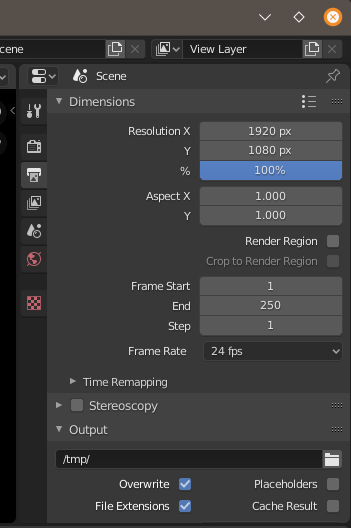 cene
View Layer
Scene
Dimensions
Resolution X 1920 px
Y 1080 px
% 100%
Aspect X 1.000
Y 1.000
Render Region
Crop to Render Region
Frame Start 1
End 250
Step 1
Frame Rate 24 fps
Time Remapping
Stereoscopy
Output
/tmp/
Overwrite Placeholders
File Extensions Cache Result